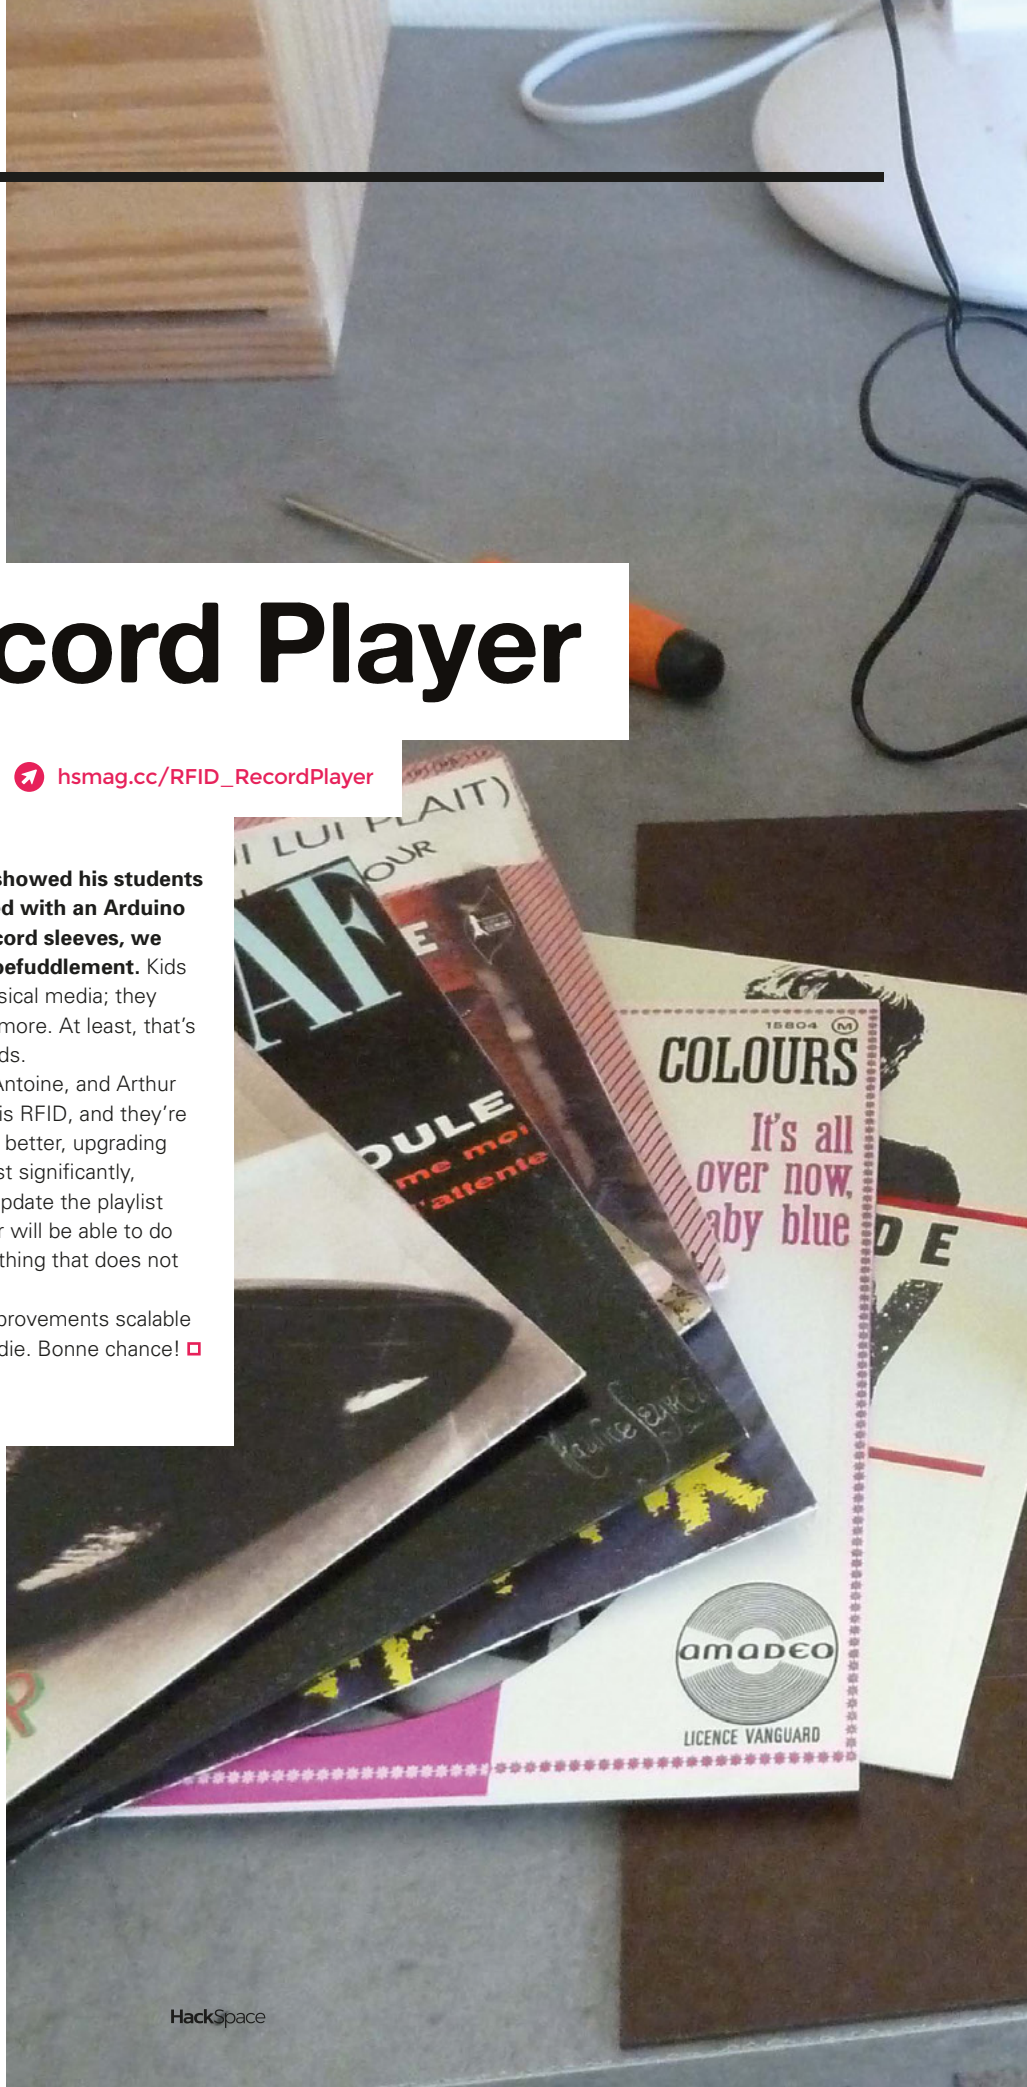 cord Player
hsmag.cc/RFID_RecordPlayer
showed his students
d with an Arduino
cord sleeves, we
befuddlement. Kids
sical media; they
more. At least, that's
ds.
Antoine, and Arthur
is RFID, and they're
better, upgrading
st significantly,
pdate the playlist
r will be able to do
thing that does not
provements scalable
die. Bonne chance!
I LUI PLAIT)
OUR
AF
E
OULE
me moi
l'attente
15804 M
COLOURS
It's all
over now,
aby blue
DE
amaDEO
LICENCE VANGUARD
HackSpace